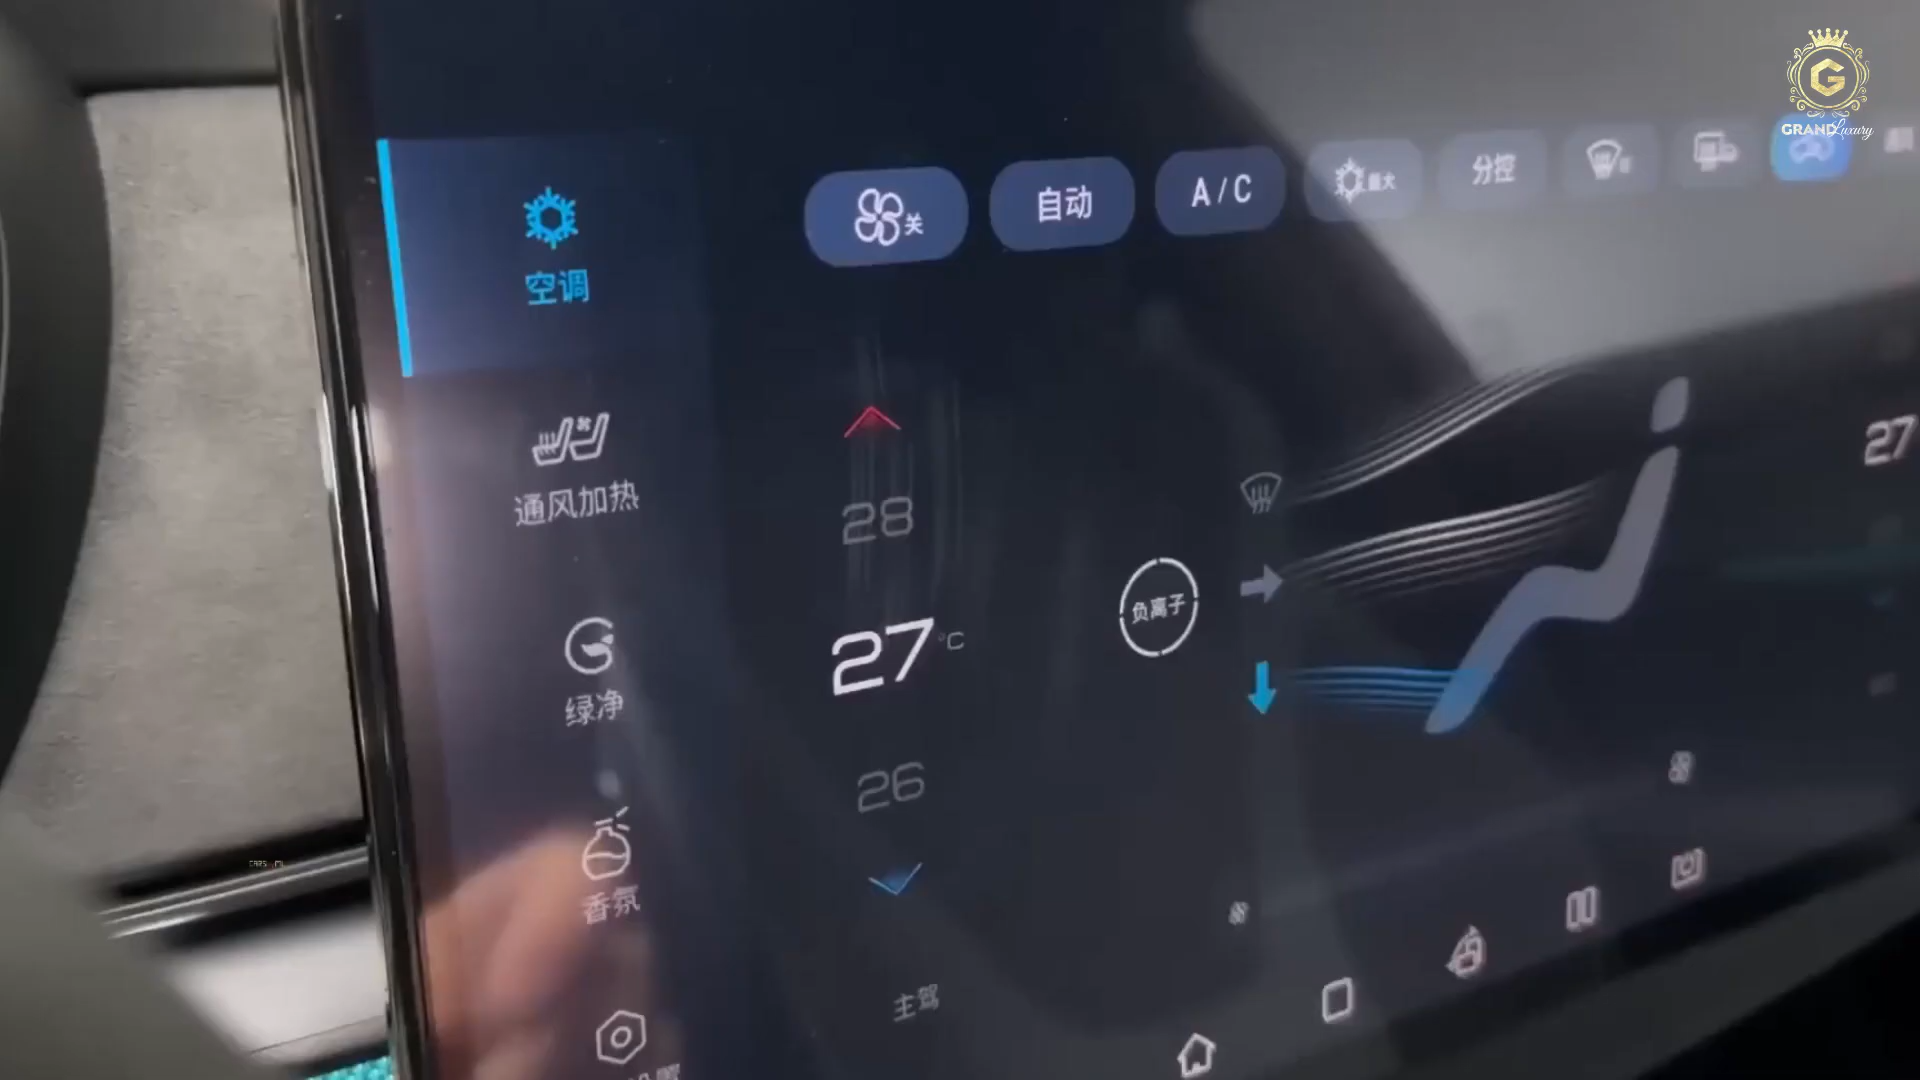 G
GRAND Luxury
关
自动
A/C
最大
分控
空调
通风加热
绿净
香氛
28
27°C
26
主驾
负离子
27